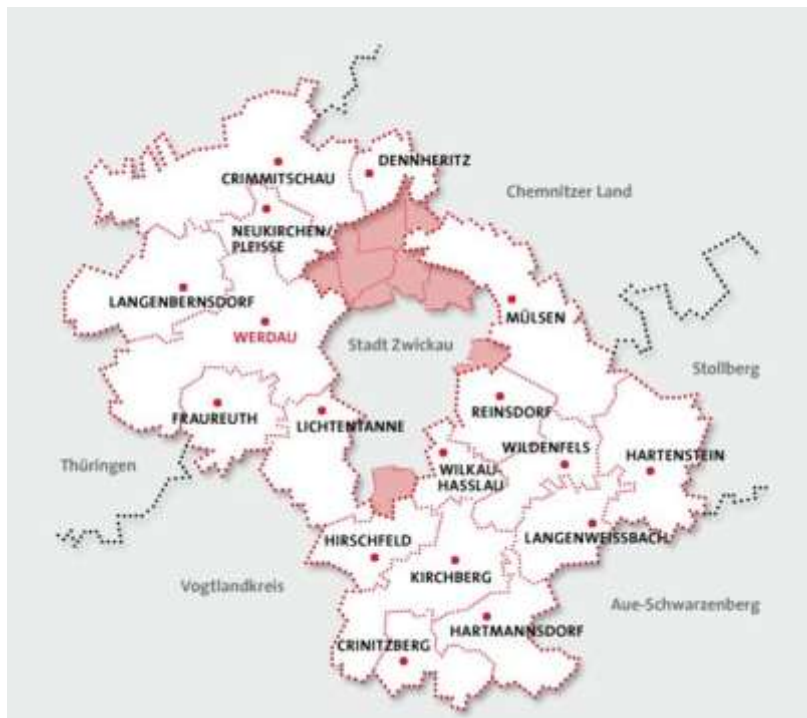 DENNHERITZ
CRIMMITSCHAU
Chemnitzer Land
NEUKIRCHEN/
PLEISSE
LANGENBERNSDORF
MÜLSEN
WERDAU
Stadt Zwickau
Stollberg
FRAUREUTH
LICHTENTANNE
REINSDORF
WILDENFELS
HARTENSTEIN
Thüringen
WILKAU-
HASSLAU
HIRSCHFELD
LANGENWEISSBACH
KIRCHBERG
Vogtlandkreis
Aue-Schwarzenberg
HARTMANNSDORF
CRINITZBERG